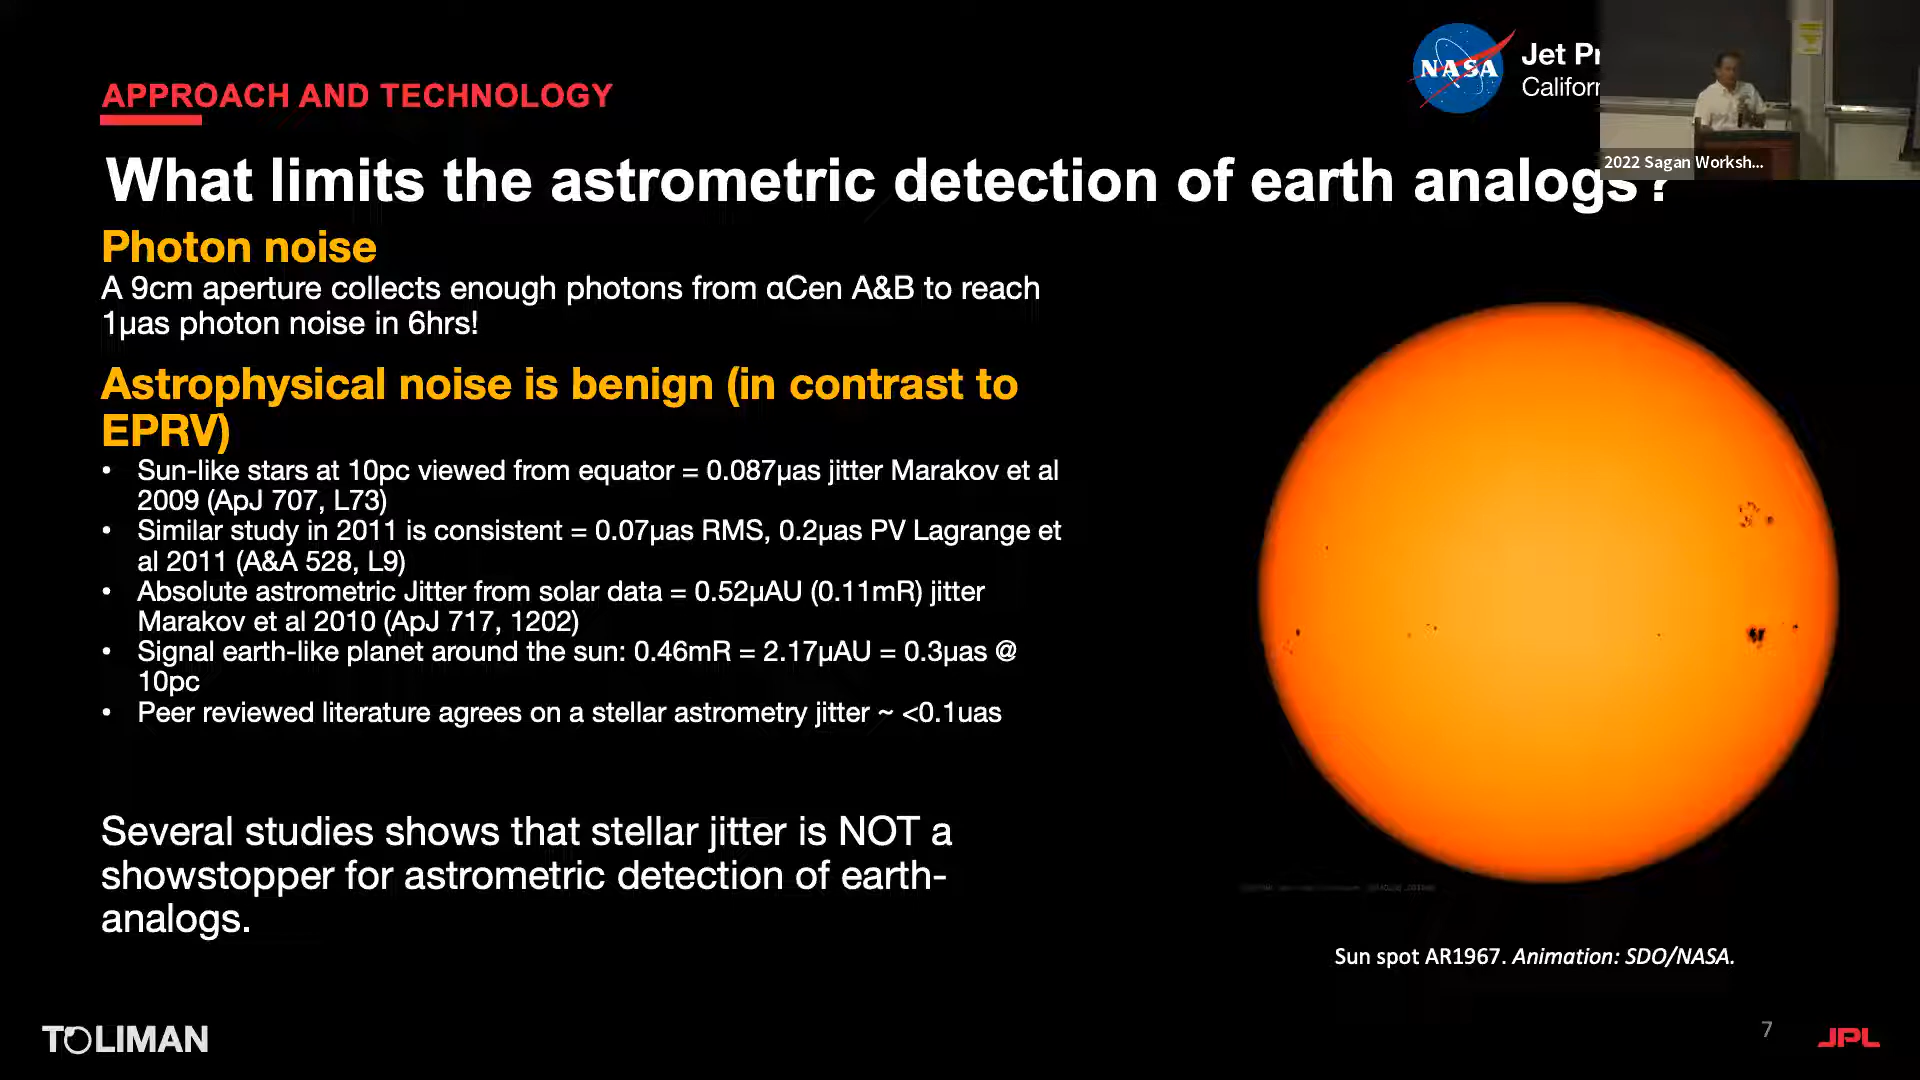 APPROACH AND TECHNOLOGY
NASA
Jet Pr
Califor
2022 Sagan Worksh...
What limits the astrometric detection of earth analogs?
Photon noise
A 9cm aperture collects enough photons from αCen A&B to reach
1µas photon noise in 6hrs!
Astrophysical noise is benign (in contrast to
EPRV)
• Sun-like stars at 10pc viewed from equator = 0.087µas jitter Marakov et al
2009 (ApJ 707, L73)
• Similar study in 2011 is consistent = 0.07µas RMS, 0.2µas PV Lagrange et
al 2011 (A&A 528, L9)
• Absolute astrometric Jitter from solar data = 0.52µAU (0.11mR) jitter
Marakov et al 2010 (ApJ 717, 1202)
• Signal earth-like planet around the sun: 0.46mR = 2.17µAU = 0.3µas @
10pc
• Peer reviewed literature agrees on a stellar astrometry jitter ~ <0.1uas
Several studies shows that stellar jitter is NOT a
showstopper for astrometric detection of earth-
analogs.
Sun spot AR1967. Animation: SDO/NASA.
TOLIMAN
7
JPL